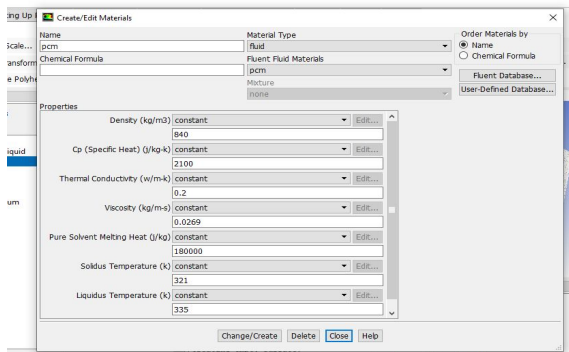 ting Up
Create/Edit Materials
Name
Material Type
Order Materials by
pcm
fluid
Name
Chemical Formula
Chemical Formula
Fluent Fluid Materials
pcm
Fluent Database...
Mixture
none
User-Defined Database...
Scale...
ransform
e Polyhe
iquid
um
Properties
Density (kg/m3) constant Edit...
840
Cp (Specific Heat) (j/kg-k) constant Edit...
2100
Thermal Conductivity (w/m-k) constant Edit...
0.2
Viscosity (kg/m-s) constant Edit...
0.0269
Pure Solvent Melting Heat (j/kg) constant Edit...
180000
Solidus Temperature (k) constant Edit...
321
Liquidus Temperature (k) constant Edit...
335
Change/Create Delete Close Help